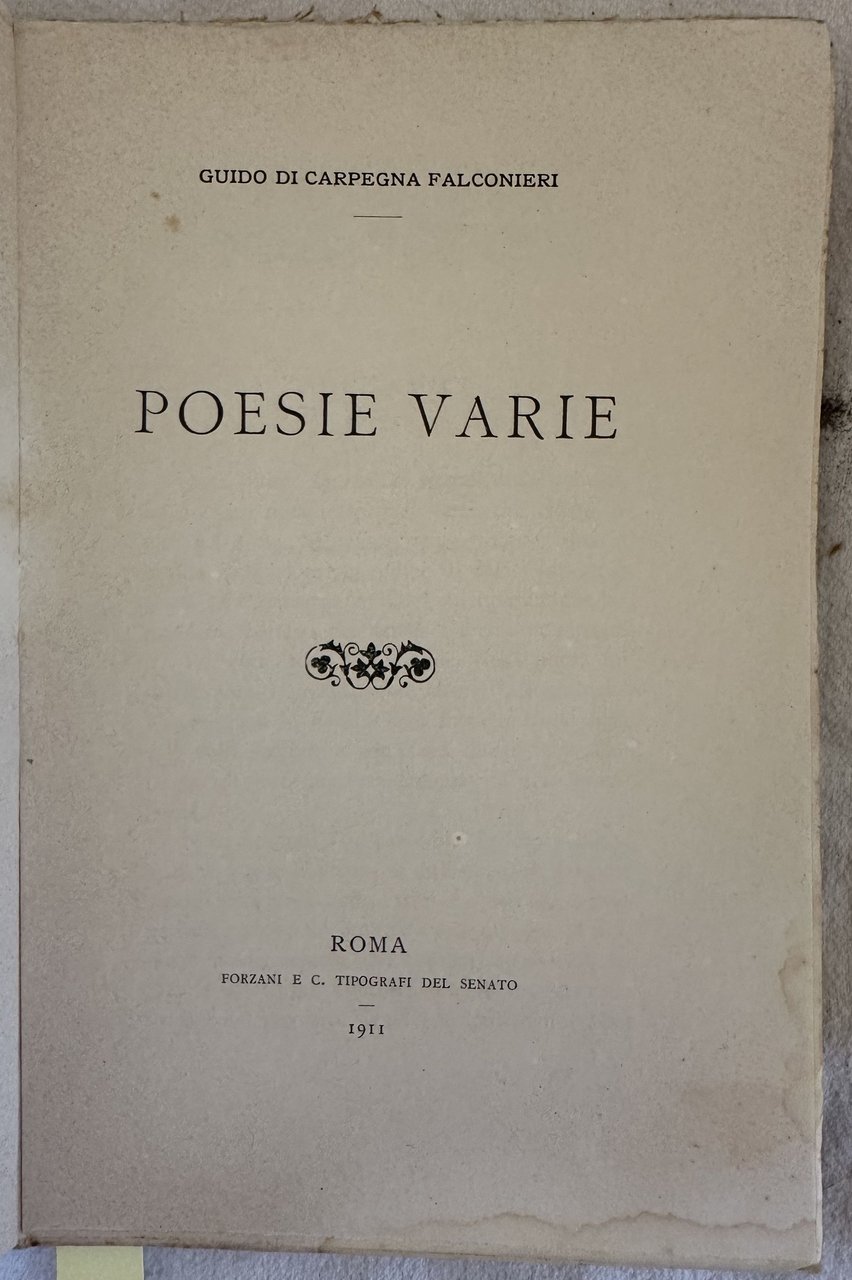 GUIDO DI CARPEGNA FALCONIERI
POESIE VARIE
ROMA
FORZANI E C. TIPOGRAFI DEL SENATO
1911